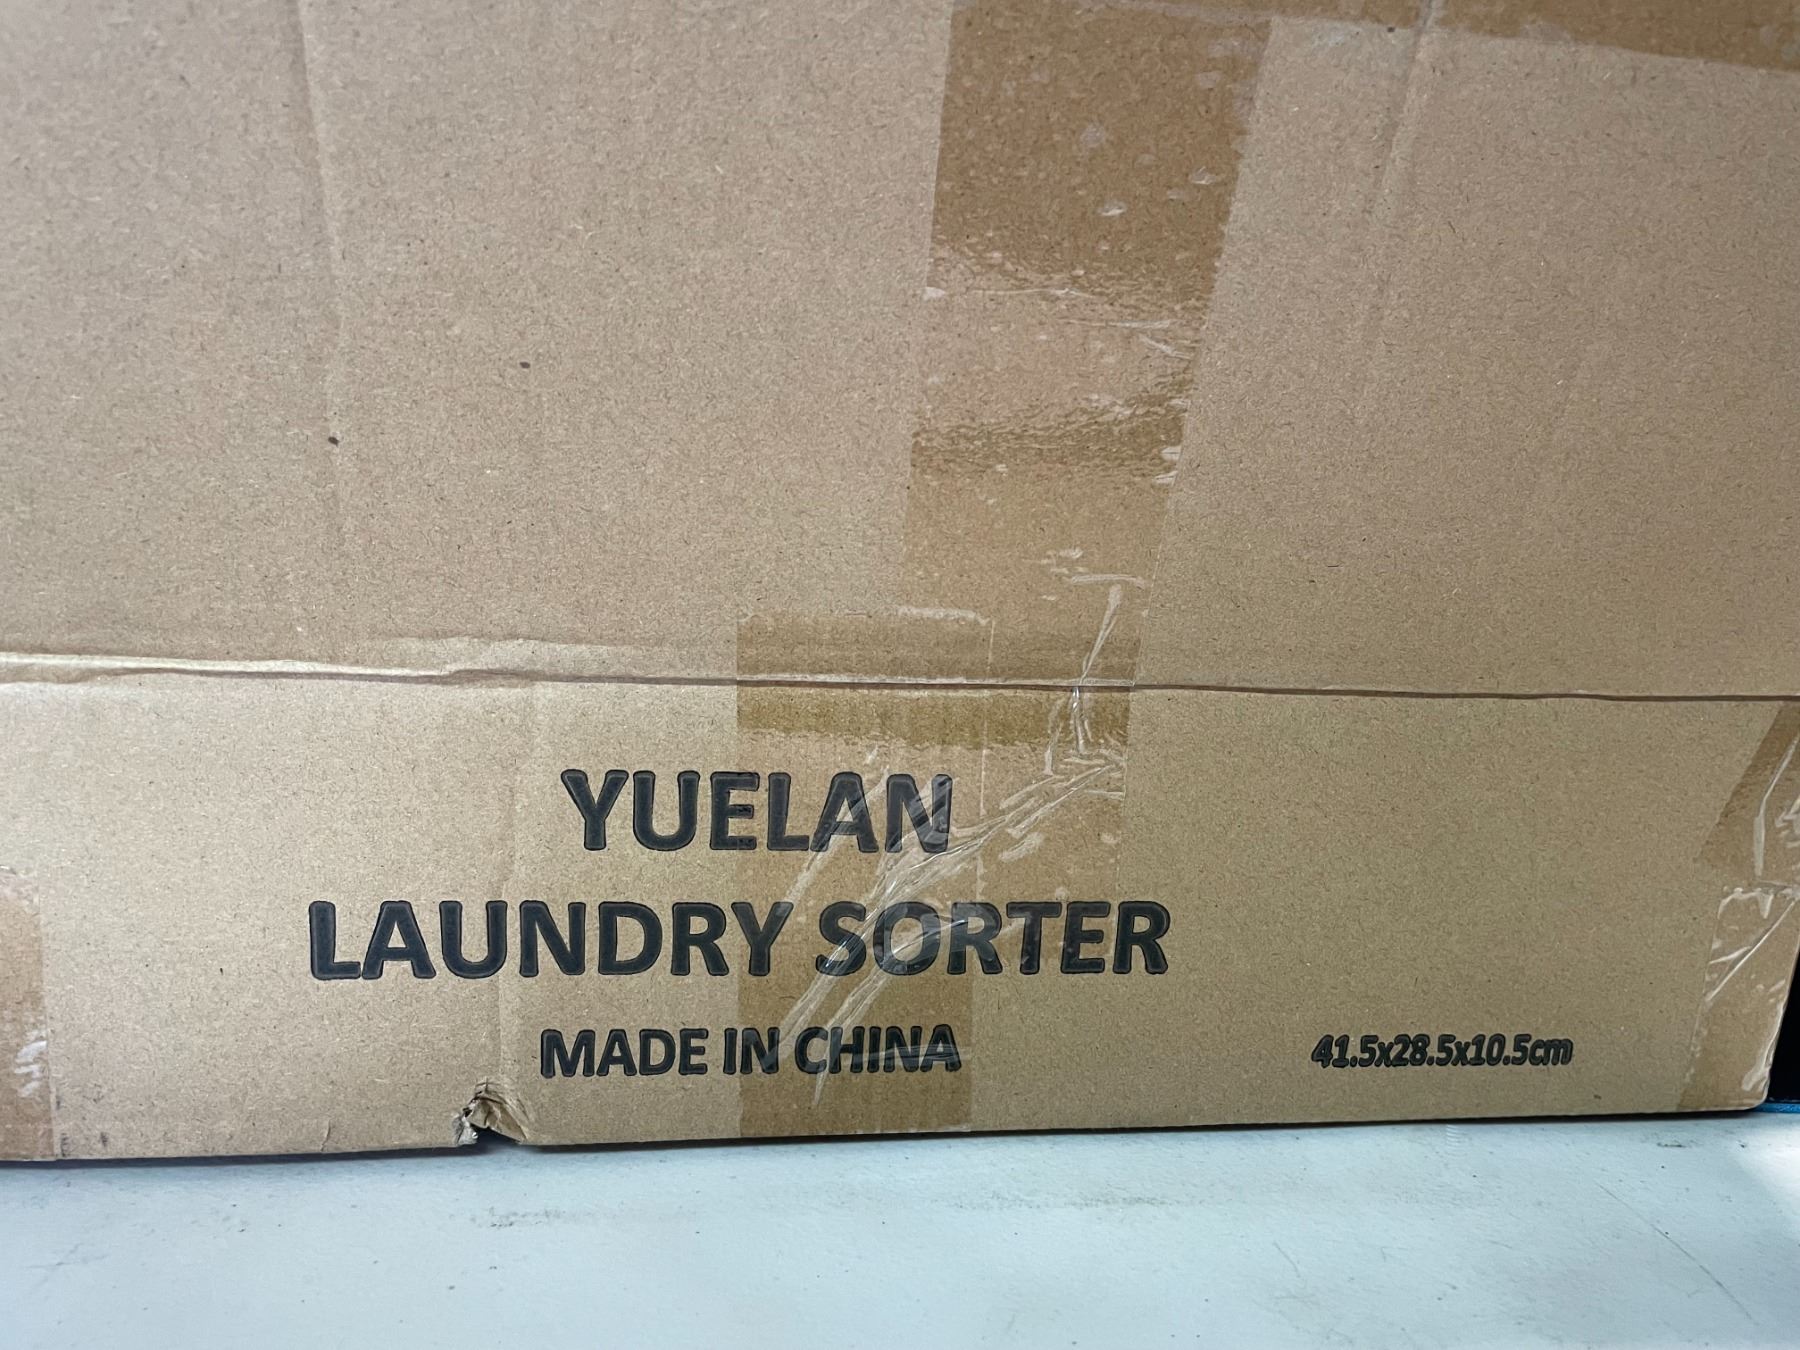 YUELAN
LAUNDRY SORTER
MADE IN CHINA
41.5x28.5x10.5cm